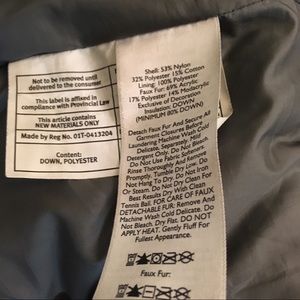 Not to be removed until
delivered to the consumer
This label is affixed in
compliance with Provincial Law
This article contains
NEW MATERIALS ONLY
Made by Reg No. 01T-0413204
Content:
DOWN, POLYESTER
Shell: 53% Nylon
32% Polyester 15% Cotton
Lining: 100% Polyester
Faux Fur: 69% Acrylic
17% Polyester 14% Modacrylic
Exclusive of Decoration
INSULATION: DOWN
(MINIMUM 80% DOWN)
Detach Faux Fur And Secure All
Garment Closures Before
Laundering Machine Wash Cold
Delicate, Separately. Mild
Detergent Only. Do Not Bleach.
Do Not Use Fabric Softeners.
Rinse Thoroughly And Remove
Promptly. Tumble Dry Low. Do
Not Hang To Dry. Do Not Iron
Or Steam. Do Not Dry Clean. For
Best Results Dry With Clean
Tennis Ball. FOR CARE OF FAUX
DETACHABLE FUR: Remove And
Machine Wash Cold Delicate. Do
Not Bleach. Dry Flat. DO NOT
APPLY HEAT. Gently Fluff For
Fullest Appearance.
Faux Fur: